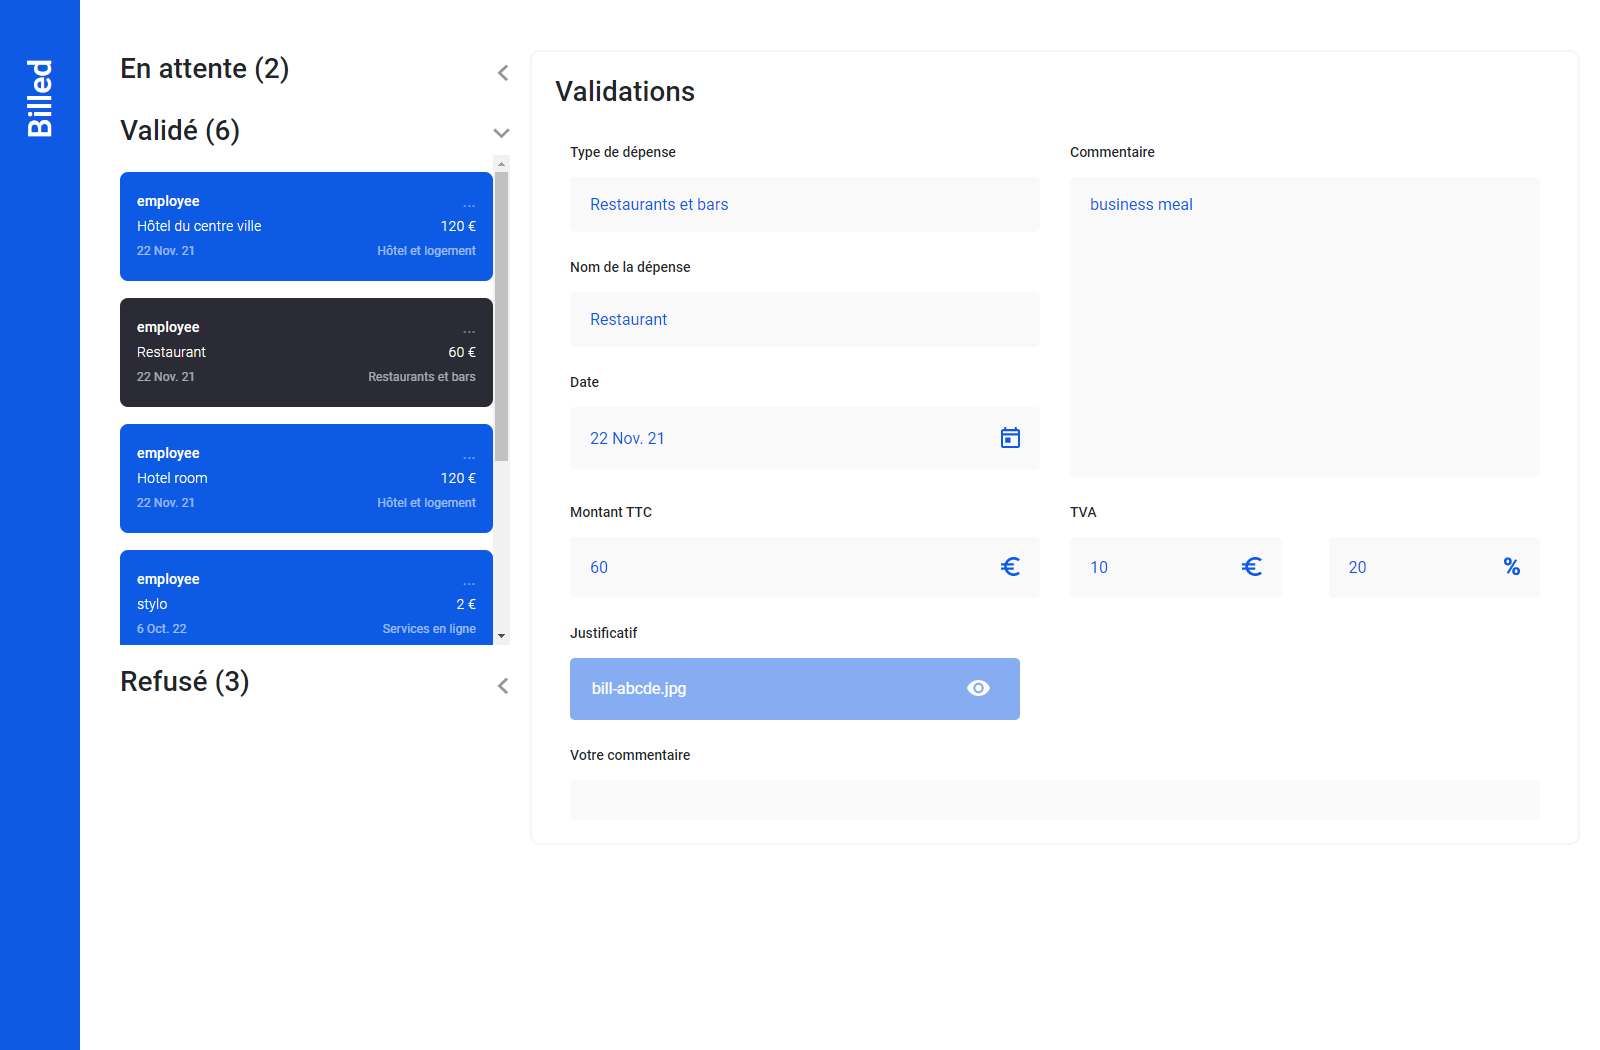 Billed
En attente (2)
Validé (6)
employee ...
Hôtel du centre ville 120 €
22 Nov. 21 Hôtel et logement
employee ...
Restaurant 60 €
22 Nov. 21 Restaurants et bars
employee ...
Hotel room 120 €
22 Nov. 21 Hôtel et logement
employee ...
stylo 2 €
6 Oct. 22 Services en ligne
Refusé (3)
Validations
Type de dépense
Restaurants et bars
Nom de la dépense
Restaurant
Date
22 Nov. 21
Commentaire
business meal
Montant TTC
60 €
TVA
10 €
20 %
Justificatif
bill-abcde.jpg
Votre commentaire